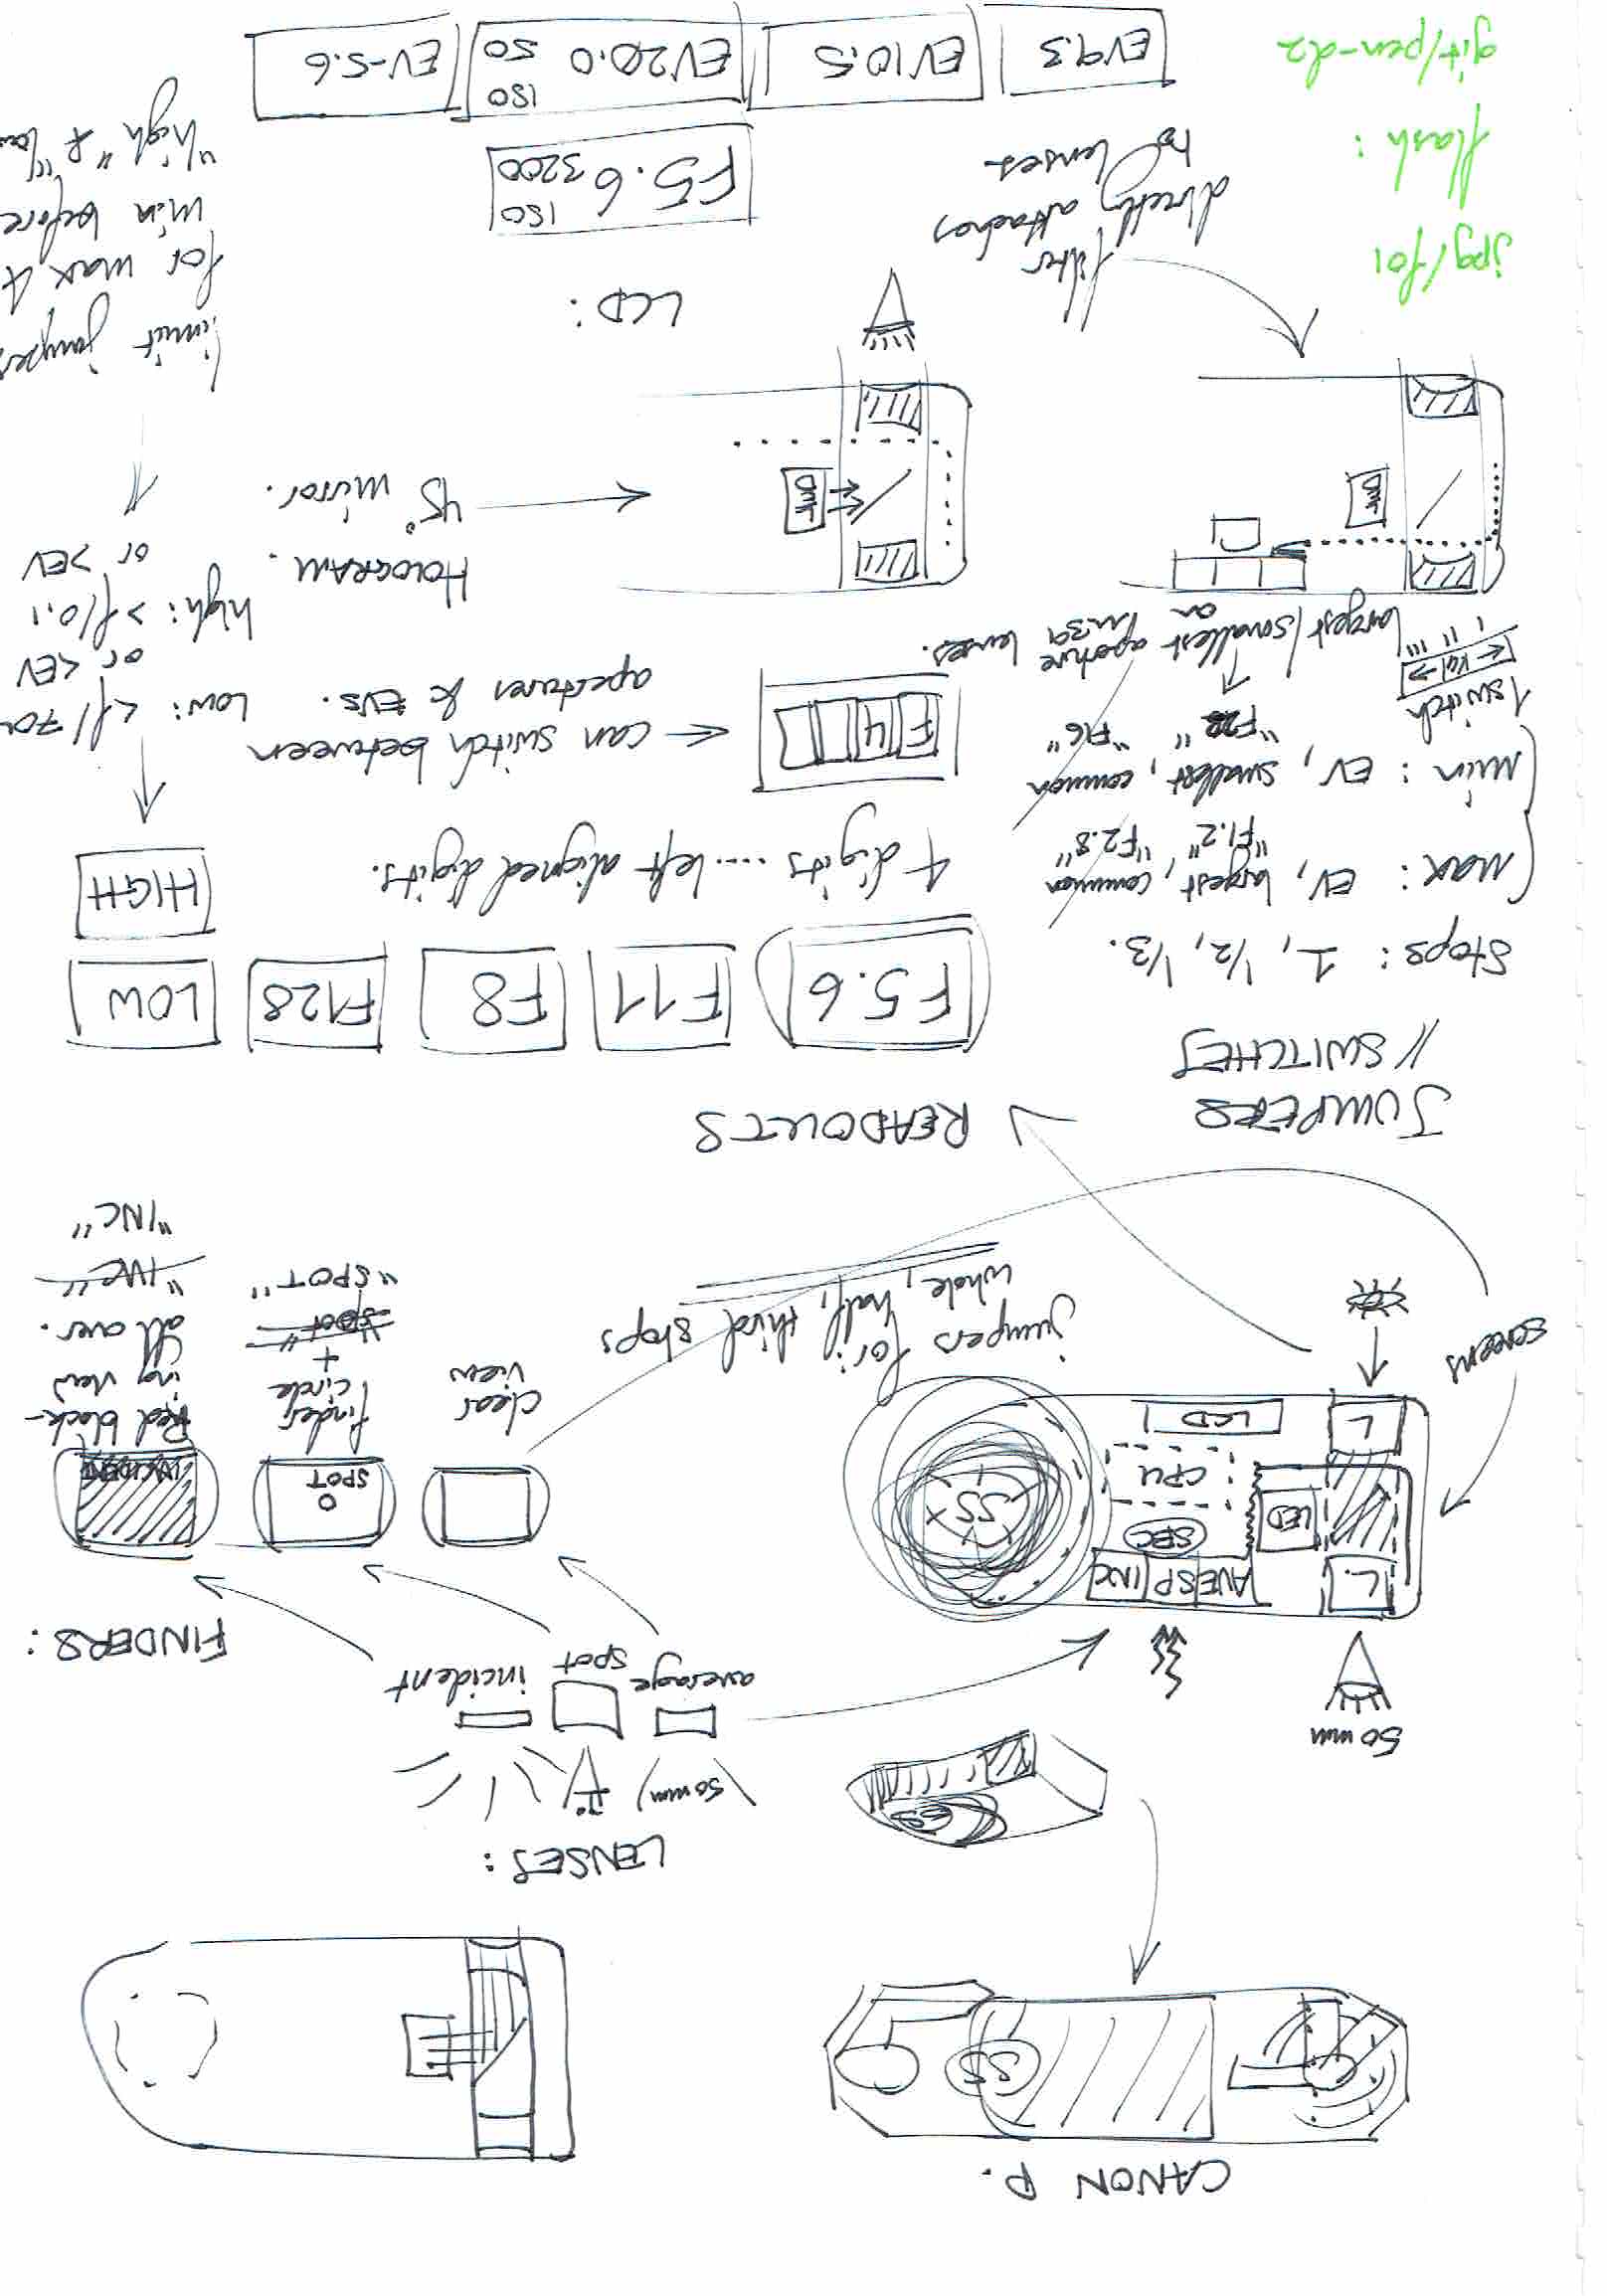 CANON P.
SS
SS
LENSES:
50mm
average
spot
incident
50mm
FINDERS:
L.
AVE SP INC
SBC
LED
CPU
SS
L
LCD
SPOT
INCIDENT
screens
jumpers for:
whole, half, third stops
clear
view
finder
circle
+
"spot"
"SPOT"
Red block-
ing view
all over.
"INC"
"INC"
JUMPERS
// SWITCHES
READOUTS
F5.6
F11
F8
F128
LOW
HIGH
Stops: 1, 1/2, 1/3.
max: EV, largest, common
"F1.2" "F2.8"
min: EV, smallest, common
"F22" "F16"
1 switch
largest/smallest aperture
on M39 lenses.
4 digits .... left aligned digits.
F4
can switch between
apertures & EVs.
Low: <f/
or <EV
high: >f/0.1
or >EV
LED
LED
HOLOGRAM.
45° mirror.
limit jumpers
for max &
min before
"high" & "low
filter
directly attaches
to lenses
LCD:
F5.6 ISO
3200
EV9.3
EV10.5
EV20.0 ISO
50
EV-5.6
jpg/f01
flash:
git/pen-d2